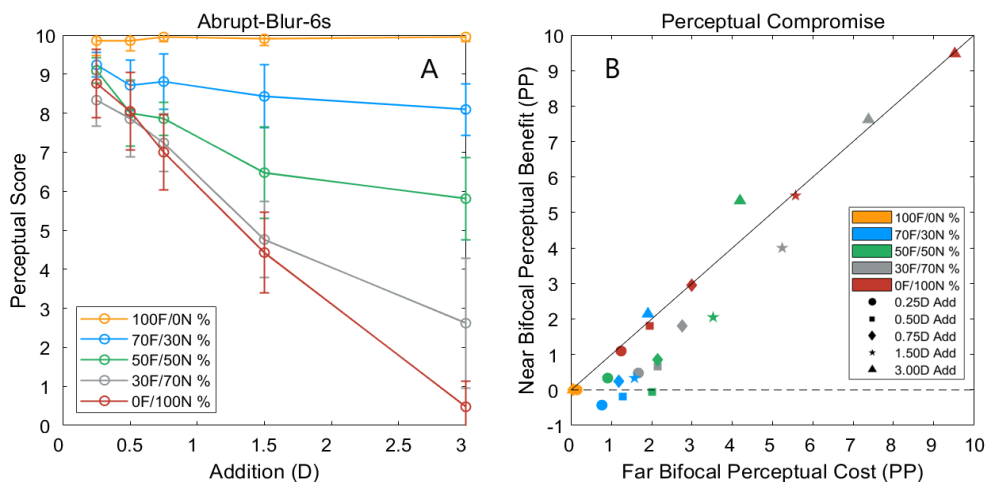 Abrupt-Blur-6s
10
9
8
7
6
5
4
3
2
1
0
Perceptual Score
A
100F/0N %
70F/30N %
50F/50N %
30F/70N %
0F/100N %
0
0.5
1
1.5
2
2.5
3
Addition (D)
Perceptual Compromise
10
9
8
7
6
5
4
3
2
1
0
-1
Near Bifocal Perceptual Benefit (PP)
B
100F/0N %
70F/30N %
50F/50N %
30F/70N %
0F/100N %
0.25D Add
0.50D Add
0.75D Add
1.50D Add
3.00D Add
0
1
2
3
4
5
6
7
8
9
10
Far Bifocal Perceptual Cost (PP)